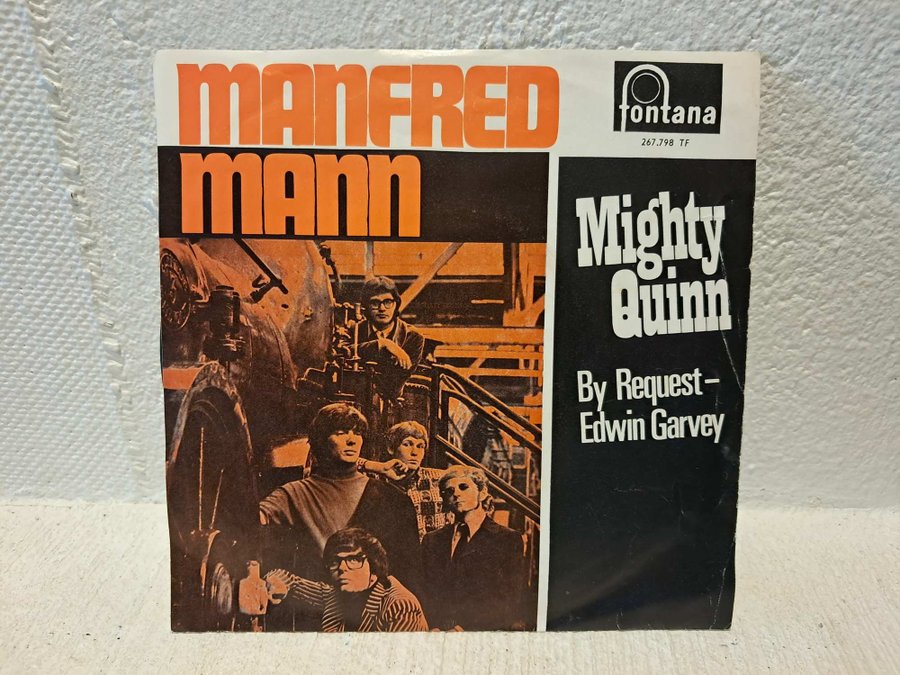 MANFRED
MANN
fontana
267.798 TF
Mighty
Quinn
By Request–
Edwin Garvey